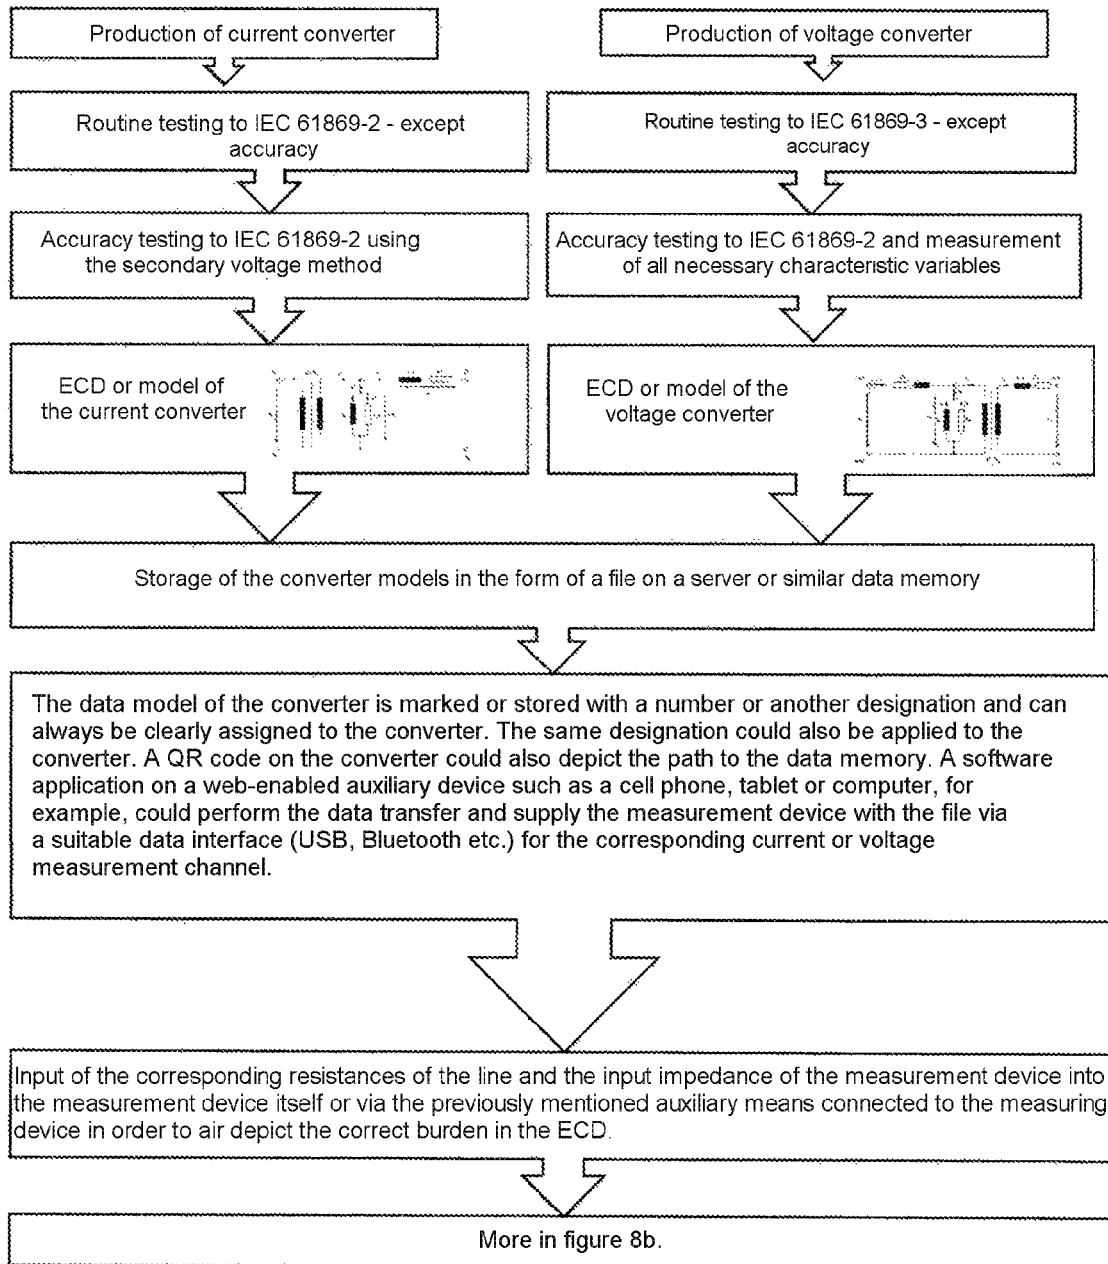 Production of current converter
Production of voltage converter
Routine testing to IEC 61869-2 - except
accuracy
Routine testing to IEC 61869-3 - except
accuracy
Accuracy testing to IEC 61869-2 using
the secondary voltage method
Accuracy testing to IEC 61869-2 and measurement
of all necessary characteristic variables
ECD or model of
the current converter
ECD or model of the
voltage converter
Storage of the converter models in the form of a file on a server or similar data memory
The data model of the converter is marked or stored with a number or another designation and can
always be clearly assigned to the converter. The same designation could also be applied to the
converter. A QR code on the converter could also depict the path to the data memory. A software
application on a web-enabled auxiliary device such as a cell phone, tablet or computer, for
example, could perform the data transfer and supply the measurement device with the file via
a suitable data interface (USB, Bluetooth etc.) for the corresponding current or voltage
measurement channel.
Input of the corresponding resistances of the line and the input impedance of the measurement device into
the measurement device itself or via the previously mentioned auxiliary means connected to the measuring
device in order to air depict the correct burden in the ECD.
More in figure 8b.